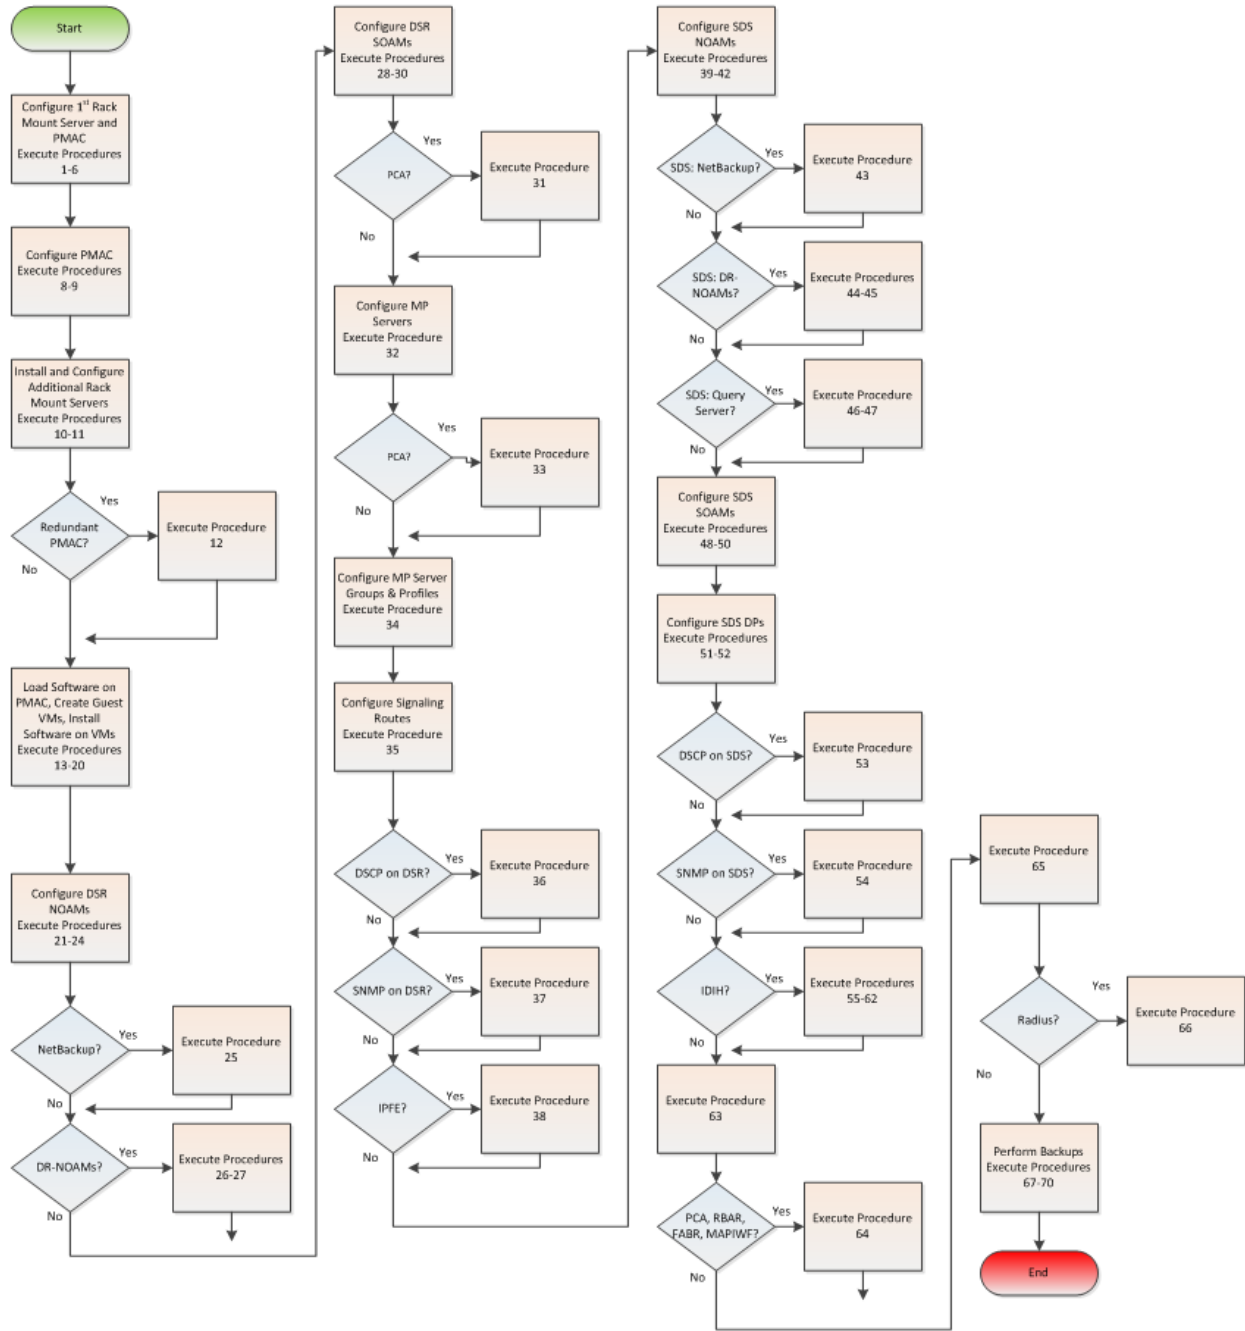 Start
Configure 1st Rack
Mount Server and
PMAC
Execute Procedures
1-6
Configure PMAC
Execute Procedures
8-9
Install and Configure
Additional Rack
Mount Servers
Execute Procedures
10-11
Redundant
PMAC?
Yes
No
Execute Procedure
12
Load Software on
PMAC, Create Guest
VMs, Install
Software on VMs
Execute Procedures
13-20
Configure DSR
NOAMs
Execute Procedures
21-24
NetBackup?
Yes
No
Execute Procedure
25
DR-NOAMs?
Yes
No
Execute Procedures
26-27
Configure DSR
SOAMs
Execute Procedures
28-30
PCA?
Yes
No
Execute Procedure
31
Configure MP
Servers
Execute Procedure
32
PCA?
Yes
No
Execute Procedure
33
Configure MP Server
Groups & Profiles
Execute Procedure
34
Configure Signaling
Routes
Execute Procedure
35
DSCP on DSR?
Yes
No
Execute Procedure
36
SNMP on DSR?
Yes
No
Execute Procedure
37
IPFE?
Yes
No
Execute Procedure
38
Configure SDS
NOAMs
Execute Procedures
39-42
SDS: NetBackup?
Yes
No
Execute Procedure
43
SDS: DR-
NOAMs?
Yes
No
Execute Procedures
44-45
SDS: Query
Server?
Yes
No
Execute Procedure
46-47
Configure SDS
SOAMs
Execute Procedures
48-50
Configure SDS DPs
Execute Procedures
51-52
DSCP on SDS?
Yes
No
Execute Procedure
53
SNMP on SDS?
Yes
No
Execute Procedure
54
IDIH?
Yes
No
Execute Procedures
55-62
Execute Procedure
63
PCA, RBAR,
FABR, MAPIWF?
Yes
No
Execute Procedure
64
Execute Procedure
65
Radius?
Yes
No
Execute Procedure
66
Perform Backups
Execute Procedures
67-70
End